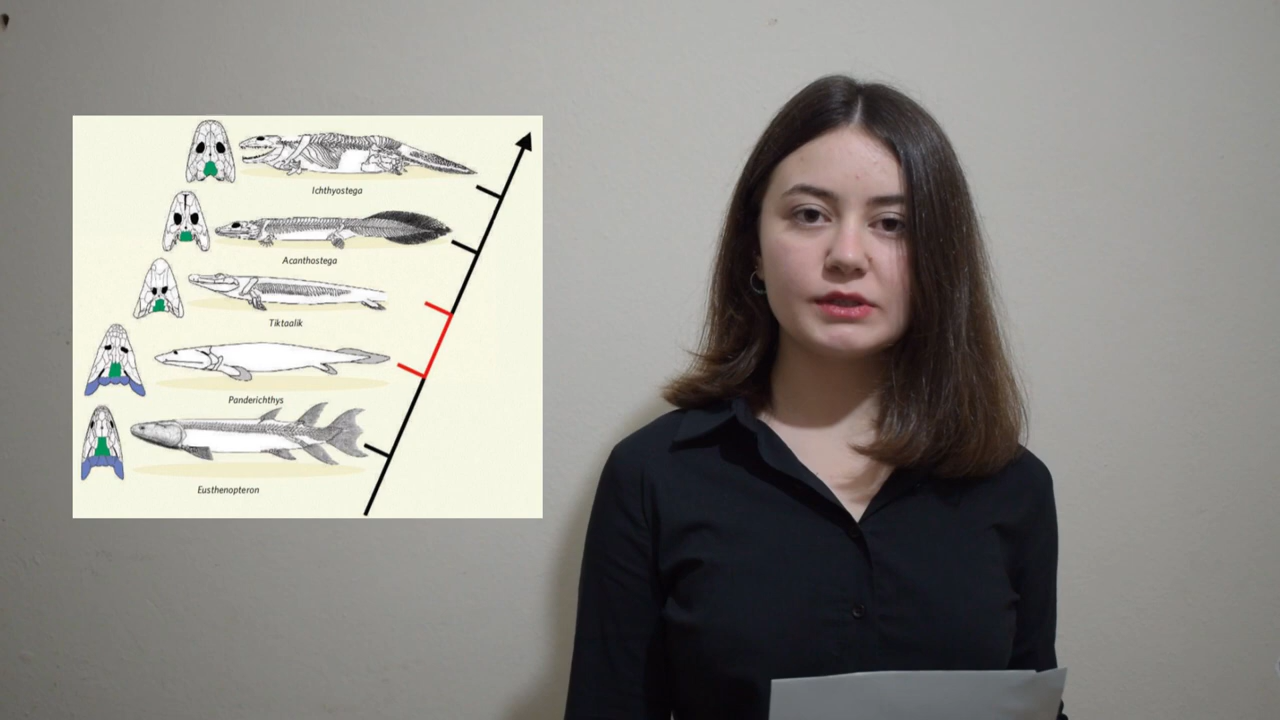 Ichthyostega
Acanthostega
Tiktaalik
Panderichthys
Eusthenopteron